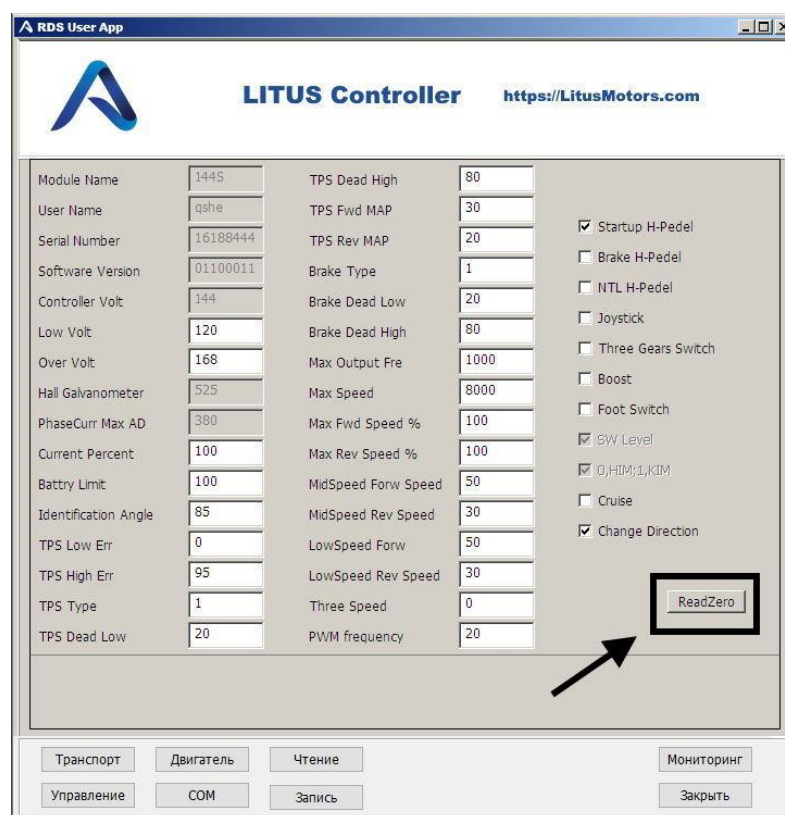 RDS User App
LITUS Controller https://LitusMotors.com
Module Name 144S TPS Dead High 80
User Name qshe TPS Fwd MAP 30
Startup H-Pedel
Serial Number 16188444 TPS Rev MAP 20
Brake H-Pedel
Software Version 01100011 Brake Type 1
NTL H-Pedel
Controller Volt 144 Brake Dead Low 20
Joystick
Low Volt 120 Brake Dead High 80
Three Gears Switch
Over Volt 168 Max Output Fre 1000
Boost
Hall Galvanometer 525 Max Speed 8000
Foot Switch
PhaseCurr Max AD 380 Max Fwd Speed % 100
SW Level
Current Percent 100 Max Rev Speed % 100
0,HIM;1,KIM
Battry Limit 100 MidSpeed Forw Speed 50
Cruise
Identification Angle 85 MidSpeed Rev Speed 30
Change Direction
TPS Low Err 0 LowSpeed Forw 50
TPS High Err 95 LowSpeed Rev Speed 30
TPS Type 1 Three Speed 0
ReadZero
TPS Dead Low 20 PWM frequency 20
Транспорт Двигатель Чтение Мониторинг
Управление COM Запись Закрыть